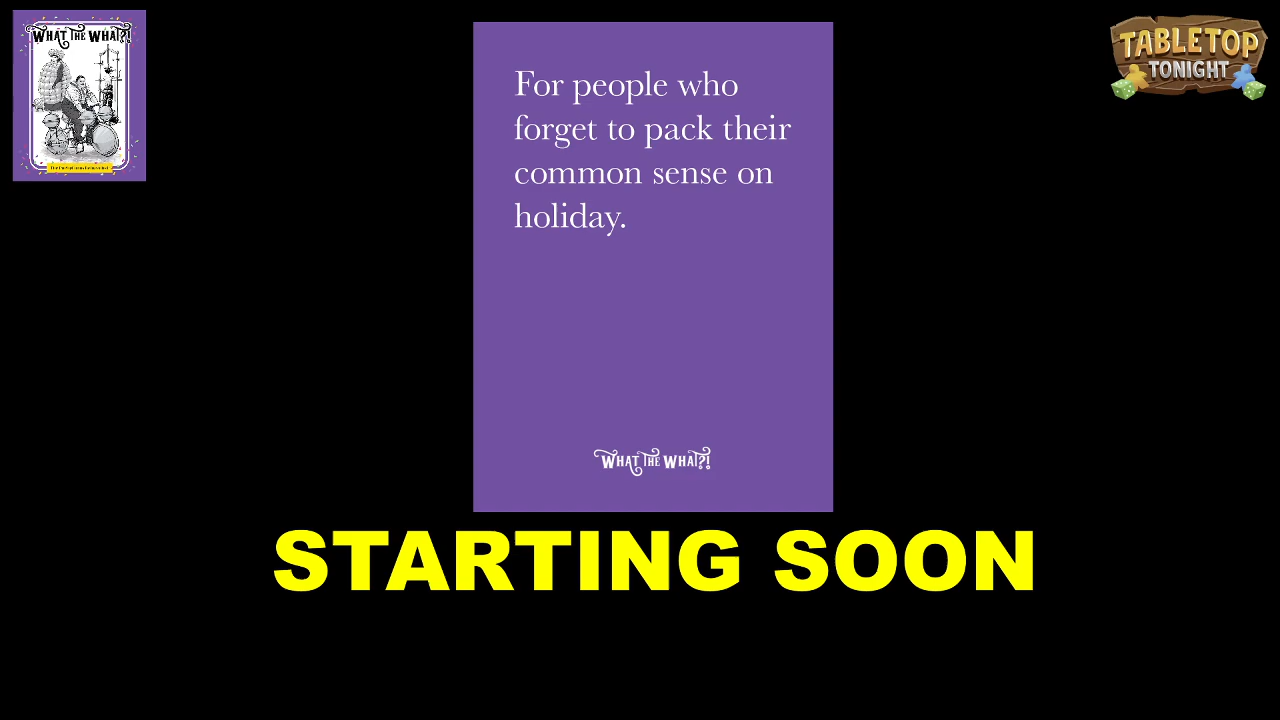 WHAT THE WHAT?!
TABLETOP
TONIGHT
For people who
forget to pack their
common sense on
holiday.
WHAT THE WHAT?!
STARTING SOON